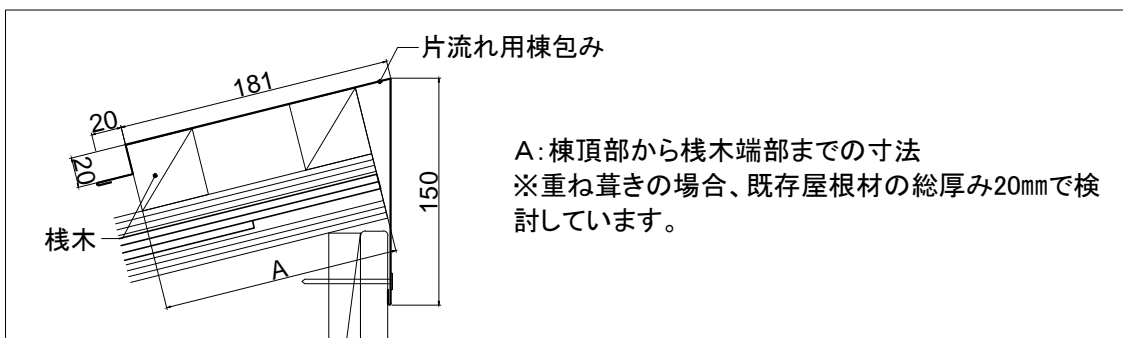 片流れ用棟包み
181
20
20
A：棟頂部から桟木端部までの寸法
※重ね葺きの場合、既存屋根材の総厚み20㎜で検
討しています。
150
桟木
A